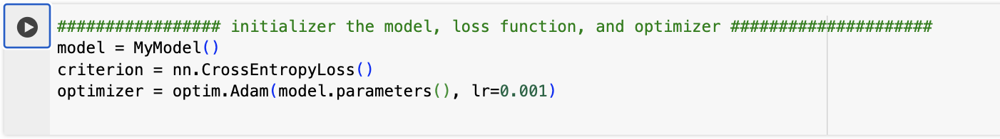 ################# initializer the model, loss function, and optimizer #####################
model = MyModel()
criterion = nn.CrossEntropyLoss()
optimizer = optim.Adam(model.parameters(), lr=0.001)